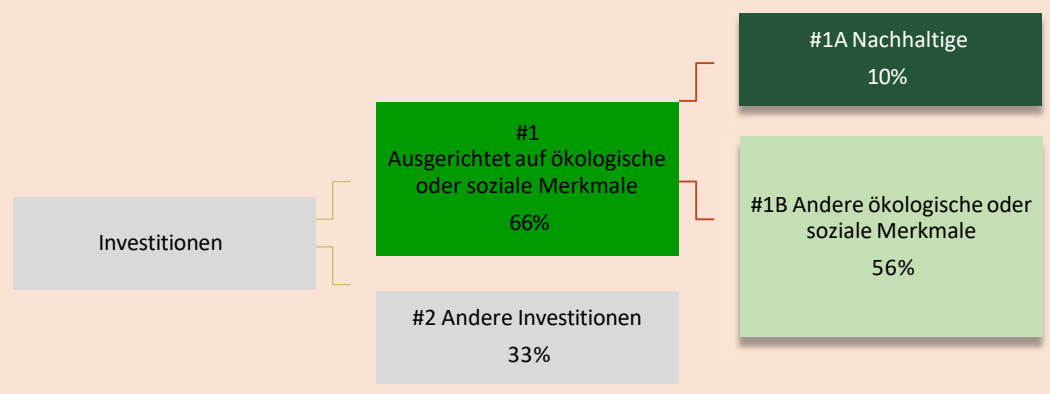 Investitionen
#1
Ausgerichtet auf ökologische
oder soziale Merkmale
66%
#2 Andere Investitionen
33%
#1A Nachhaltige
10%
#1B Andere ökologische oder
soziale Merkmale
56%